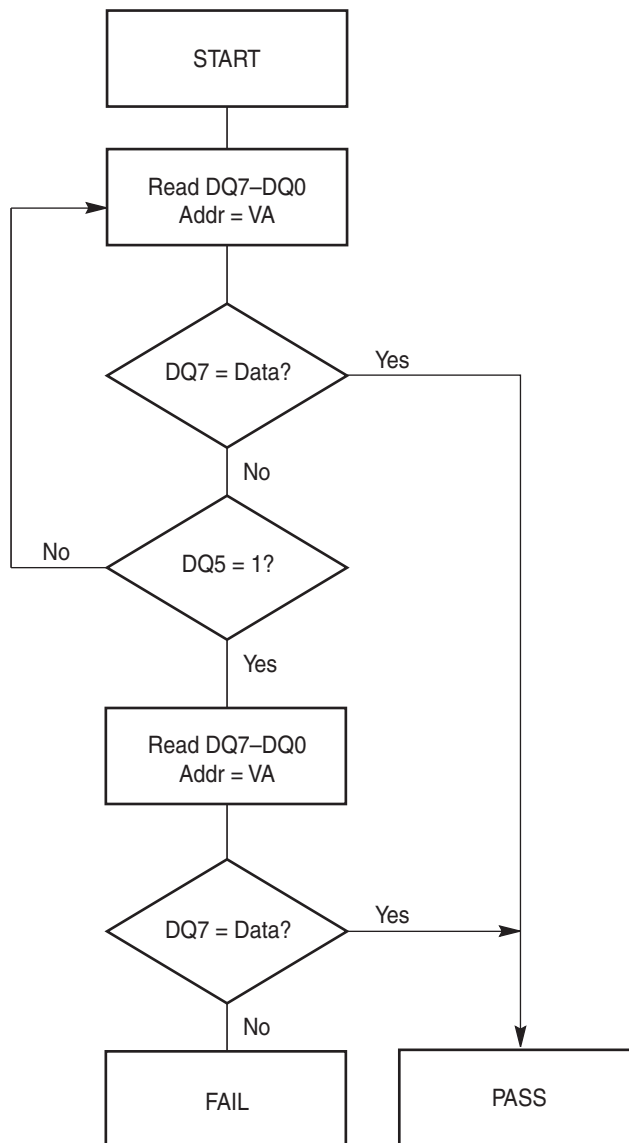 START
Read DQ7–DQ0
Addr = VA
DQ7 = Data?
Yes
No
No
DQ5 = 1?
Yes
Read DQ7–DQ0
Addr = VA
DQ7 = Data?
Yes
No
FAIL
PASS